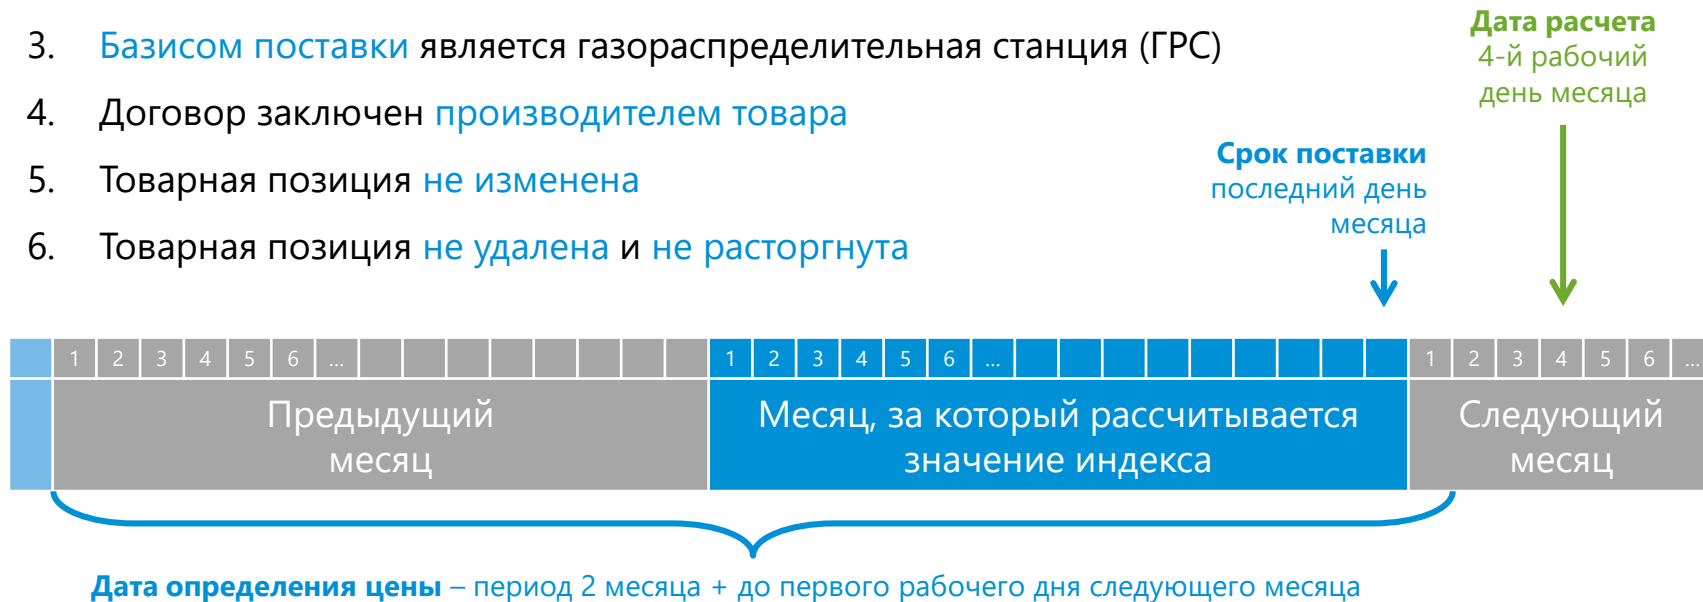 3. Базисом поставки является газораспределительная станция (ГРС)
4. Договор заключен производителем товара
5. Товарная позиция не изменена
6. Товарная позиция не удалена и не расторгнута
Дата расчета
4-й рабочий
день месяца
Срок поставки
последний день
месяца
1 2 3 4 5 6 ... 1 2 3 4 5 6 ... 1 2 3 4 5 6 ...
Предыдущий
месяц
Месяц, за который рассчитывается
значение индекса
Следующий
месяц
Дата определения цены – период 2 месяца + до первого рабочего дня следующего месяца